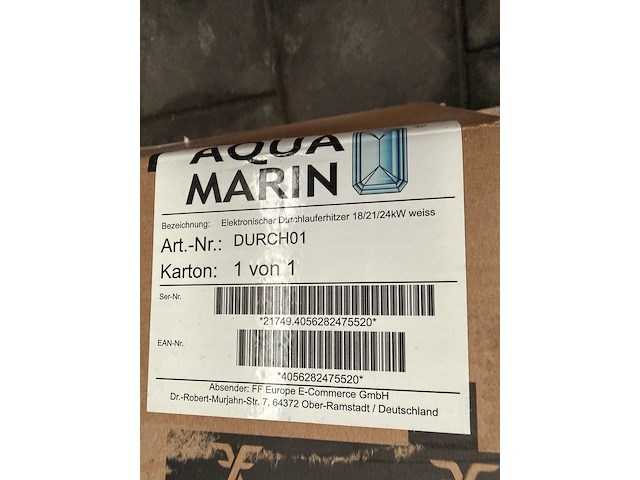 AQUA
MARIN
Bezeichnung: Elektronischer Durchlauferhitzer 18/21/24kW weiss
Art.-Nr.: DURCH01
Karton: 1 von 1
Ser-Nr.
*21749.4056282475520*
EAN-Nr.
*4056282475520*
Absender: FF Europe E-Commerce GmbH
Dr.-Robert-Murjahn-Str. 7, 64372 Ober-Ramstadt / Deutschland